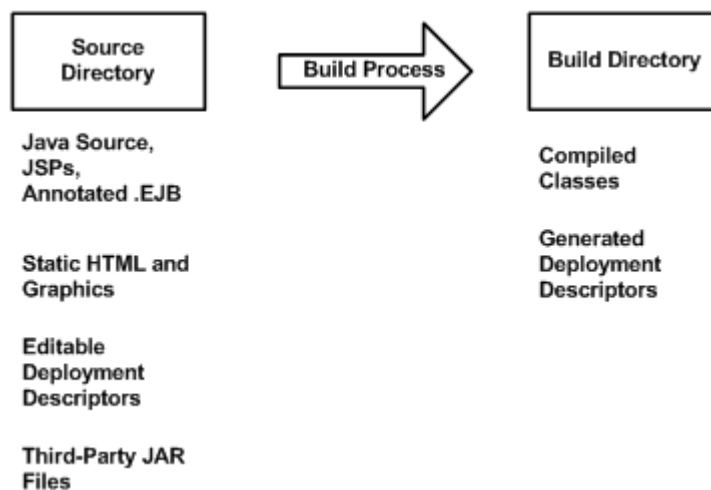 Source
Directory
Build Process
Build Directory
Java Source,
JSPs,
Annotated .EJB
Static HTML and
Graphics
Editable
Deployment
Descriptors
Third-Party JAR
Files
Compiled
Classes
Generated
Deployment
Descriptors